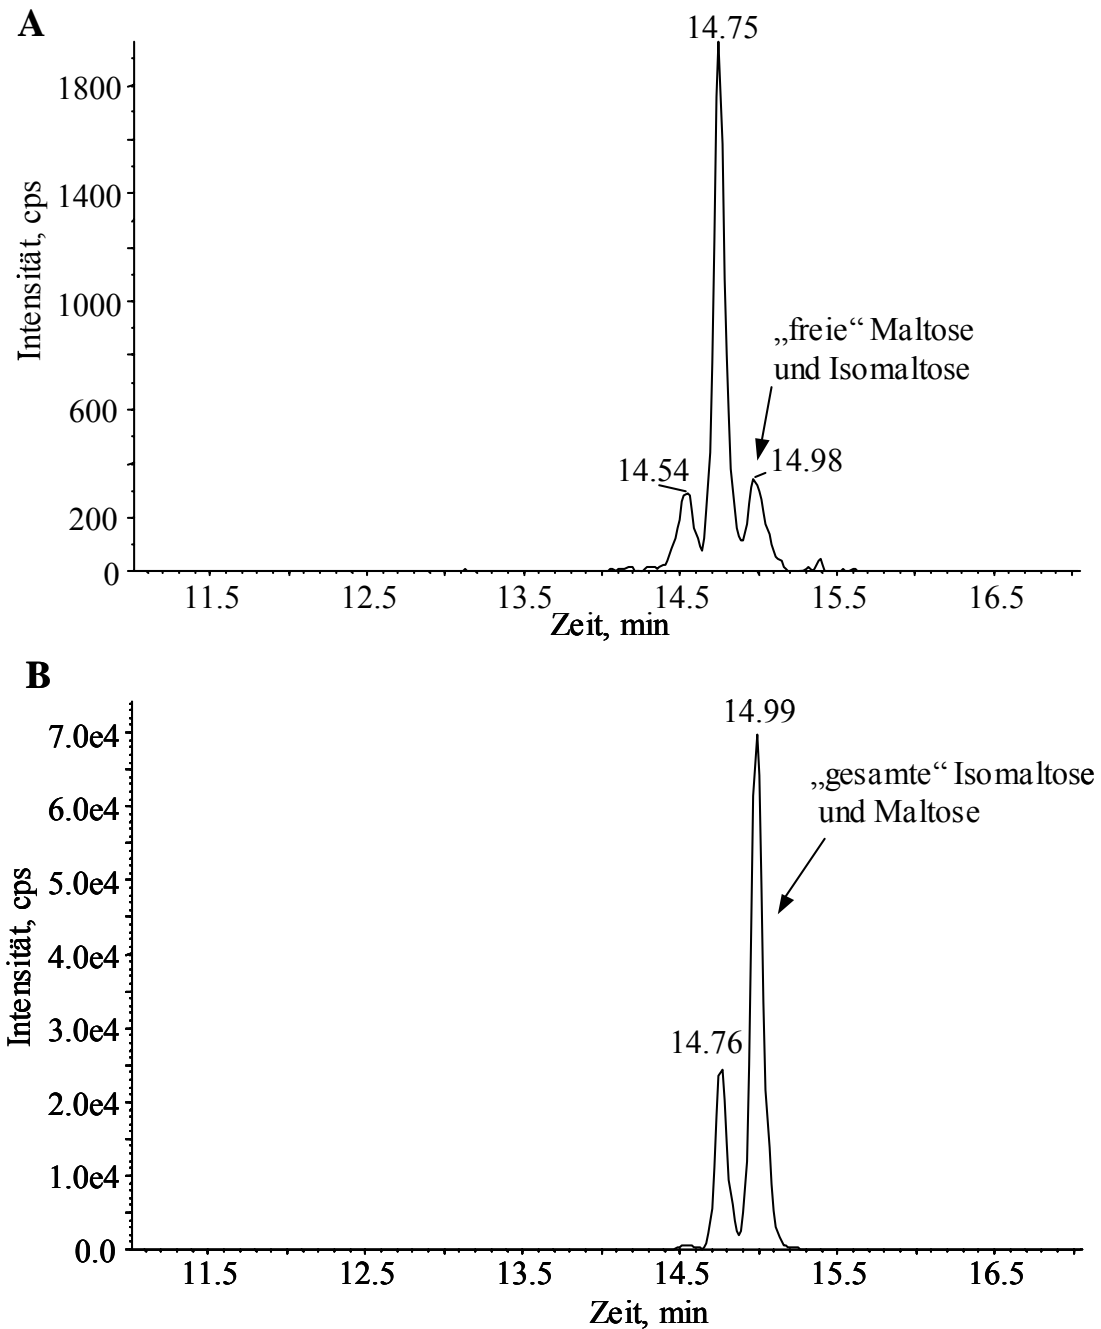 A
14.75
1800
1400
1000
600
200
0
Intensität, cps
„freie“ Maltose
und Isomaltose
14.54
14.98
11.5 12.5 13.5 14.5 15.5 16.5
Zeit, min
B
14.99
7.0e4
6.0e4
5.0e4
4.0e4
3.0e4
2.0e4
1.0e4
0.0
Intensität, cps
„gesamte“ Isomaltose
und Maltose
14.76
11.5 12.5 13.5 14.5 15.5 16.5
Zeit, min